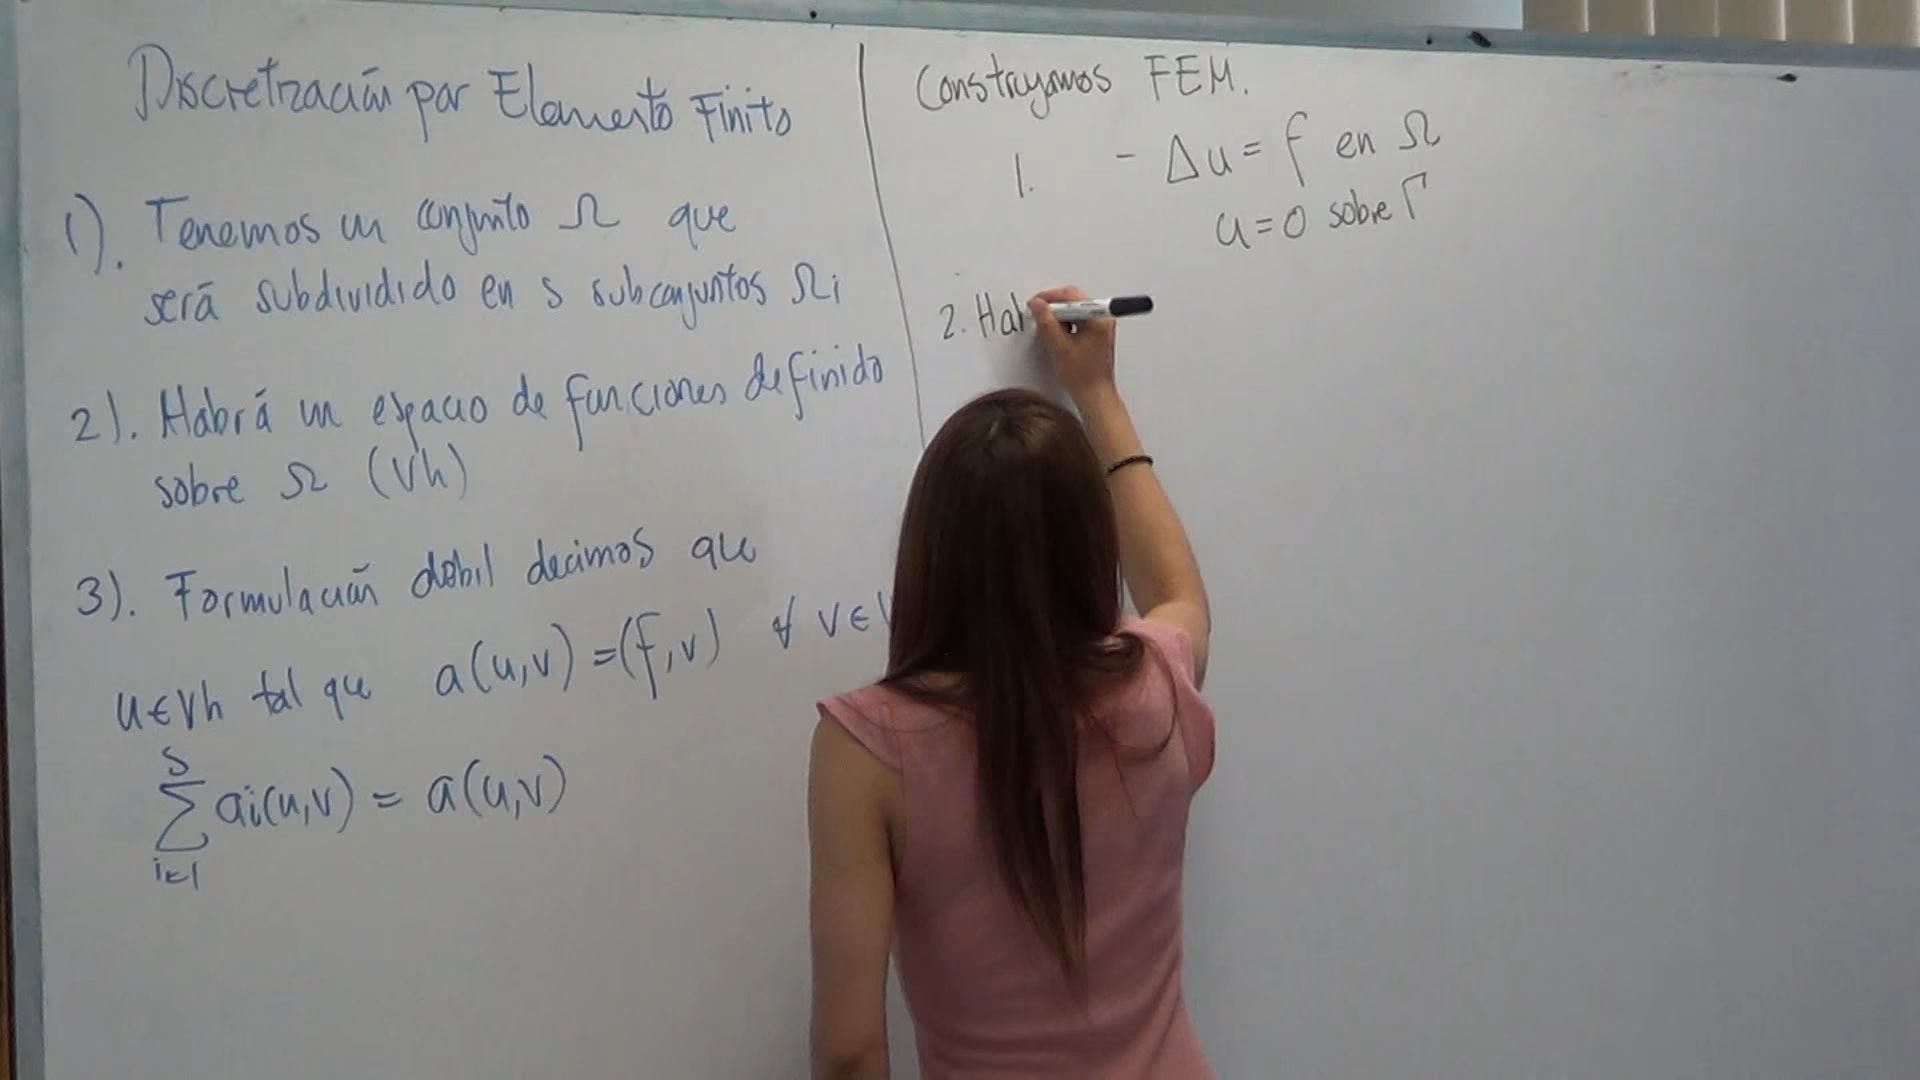 Discretización por Elemento Finito
1). Tenemos un conjunto Ω que
será subdividido en s subconjuntos Ωi
2). Habrá un espacio de funciones definido
sobre Ω (Vh)
3). Formulación débil decimos que
u ∈ Vh tal que a(u,v) = (f,v) ∀ v ∈
s
∑ ai(u,v) = a(u,v)
i=1
Construyamos FEM.
1. - Δu = f en Ω
u = 0 sobre Γ
2. Hal